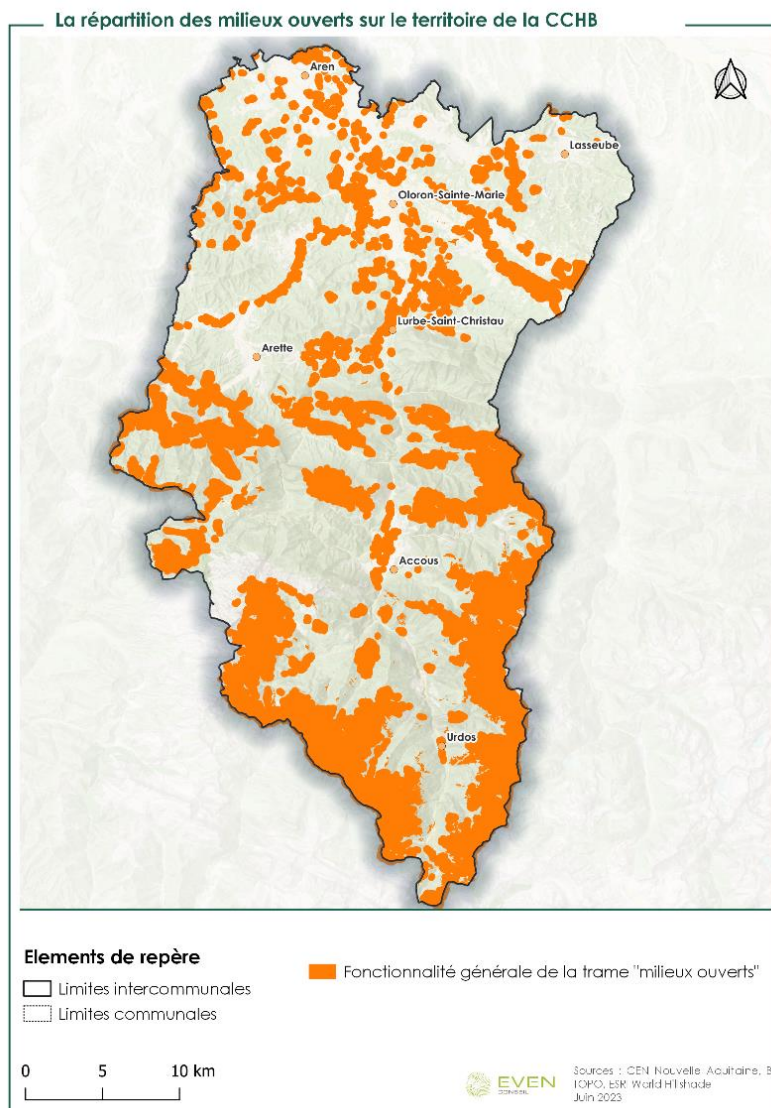 La répartition des milieux ouverts sur le territoire de la CCHB
Aren
Lasseube
Oloron-Sainte-Marie
Lurbe-Saint-Christau
Arette
Accous
Urdos
Elements de repère
Limites intercommunales
Limites communales
Fonctionnalité générale de la trame "milieux ouverts"
0 5 10 km
EVEN
CONSEIL
Sources : CEN Nouvelle Aquitaine, B
TOPO, ESRI World Hillshade
Juin 2023